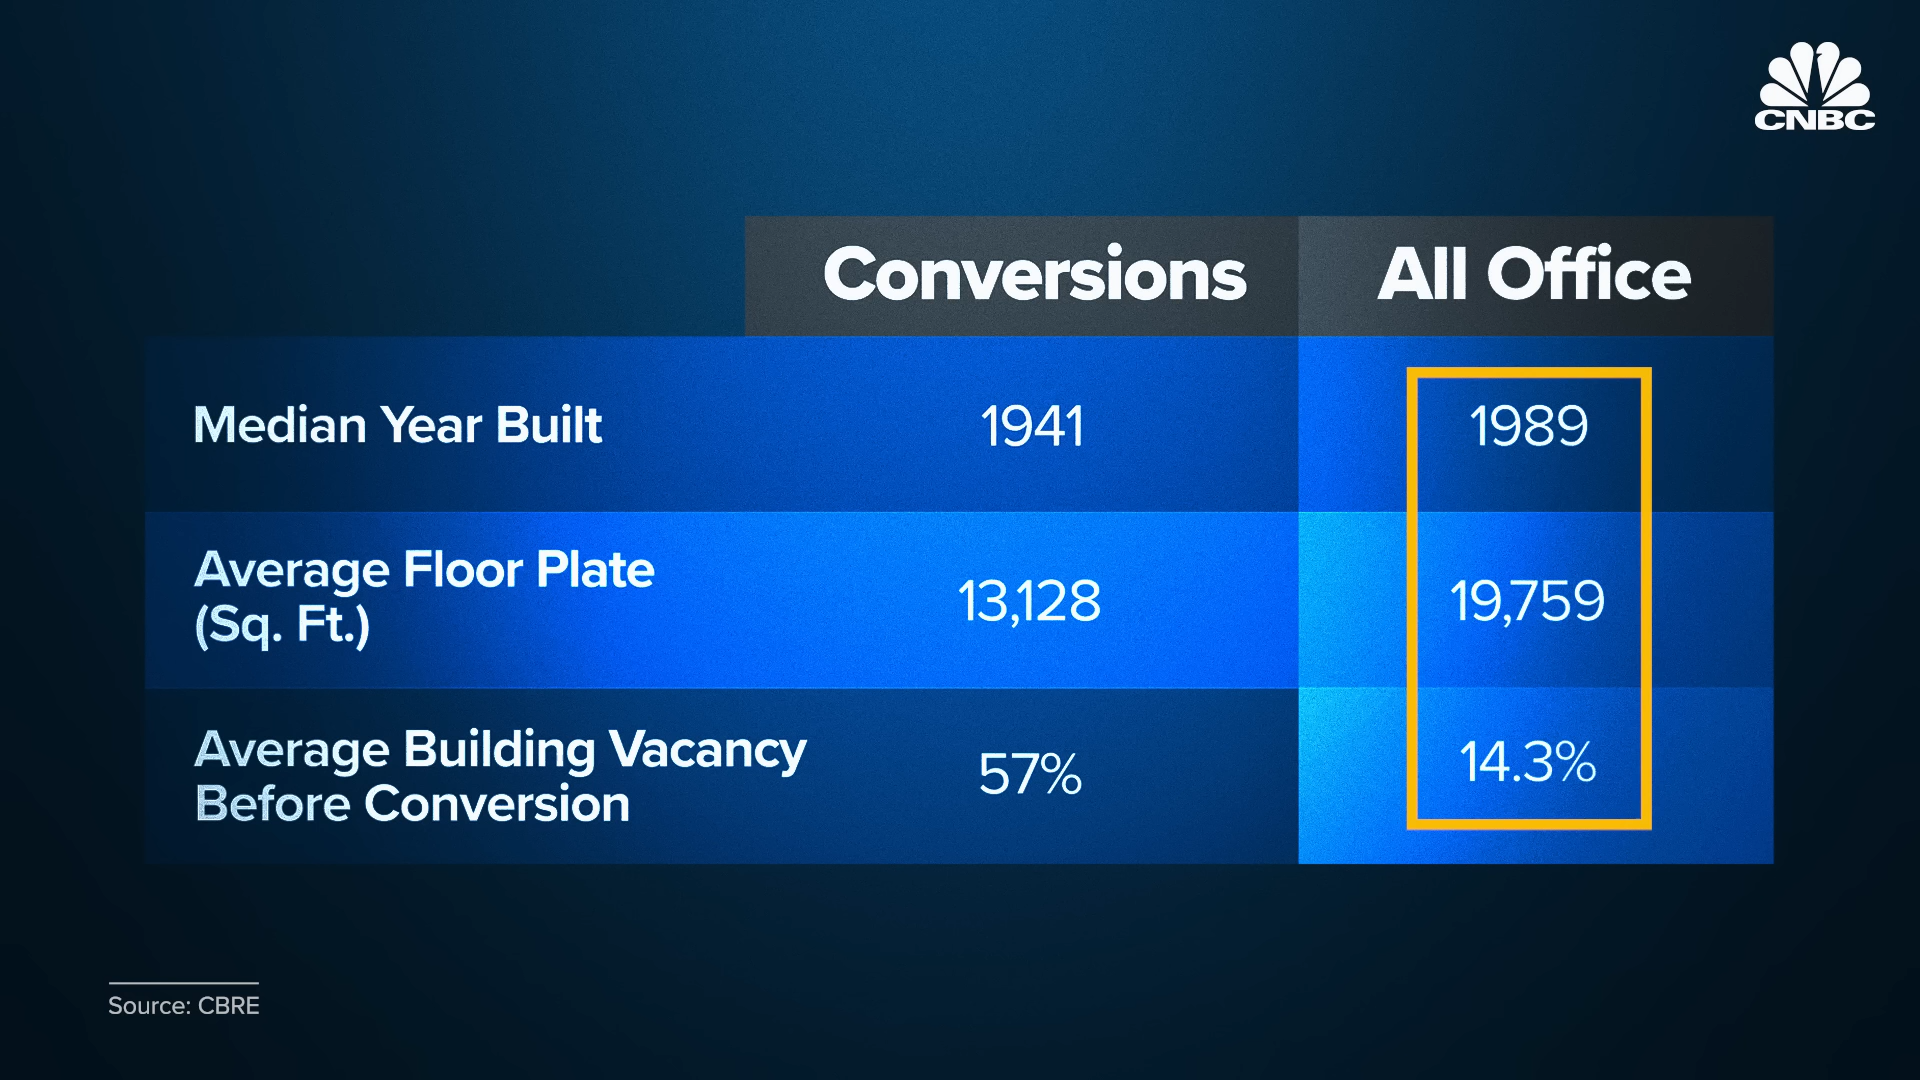 CNBC
Conversions All Office
Median Year Built 1941 1989
Average Floor Plate
(Sq. Ft.) 13,128 19,759
Average Building Vacancy
Before Conversion 57% 14.3%
Source: CBRE